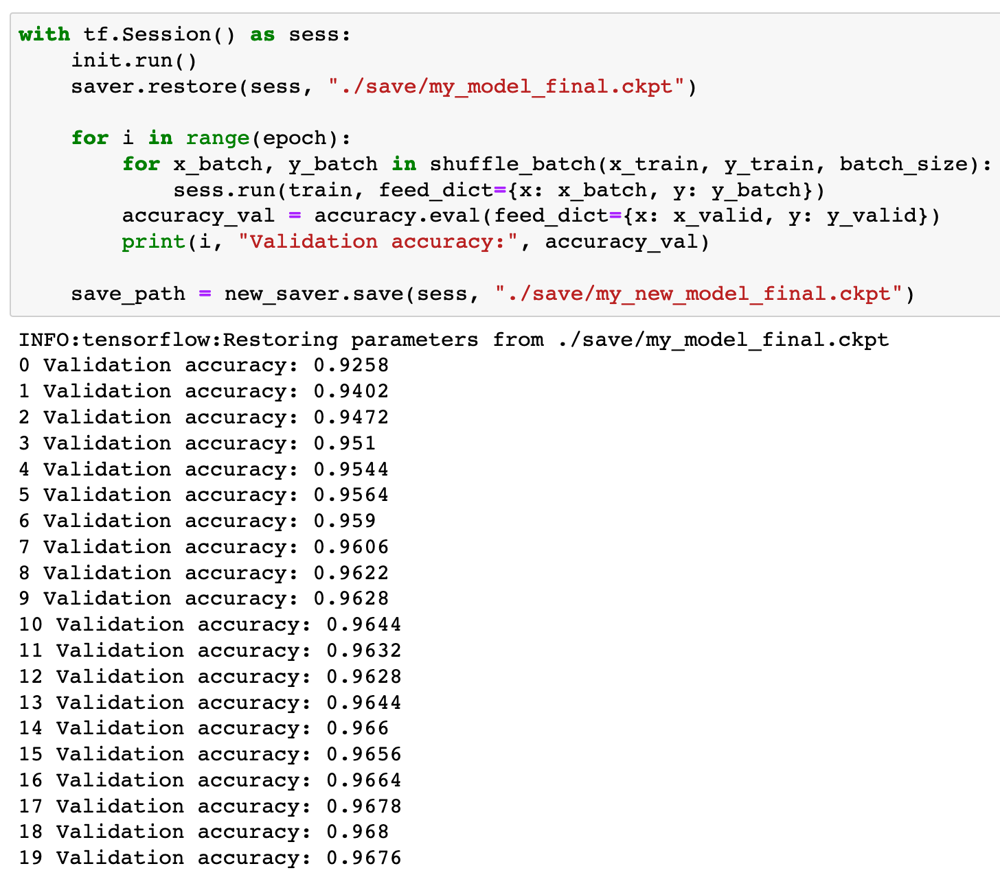 with tf.Session() as sess:
    init.run()
    saver.restore(sess, "./save/my_model_final.ckpt")

    for i in range(epoch):
        for x_batch, y_batch in shuffle_batch(x_train, y_train, batch_size):
            sess.run(train, feed_dict={x: x_batch, y: y_batch})
        accuracy_val = accuracy.eval(feed_dict={x: x_valid, y: y_valid})
        print(i, "Validation accuracy:", accuracy_val)

    save_path = new_saver.save(sess, "./save/my_new_model_final.ckpt")
INFO:tensorflow:Restoring parameters from ./save/my_model_final.ckpt
0 Validation accuracy: 0.9258
1 Validation accuracy: 0.9402
2 Validation accuracy: 0.9472
3 Validation accuracy: 0.951
4 Validation accuracy: 0.9544
5 Validation accuracy: 0.9564
6 Validation accuracy: 0.959
7 Validation accuracy: 0.9606
8 Validation accuracy: 0.9622
9 Validation accuracy: 0.9628
10 Validation accuracy: 0.9644
11 Validation accuracy: 0.9632
12 Validation accuracy: 0.9628
13 Validation accuracy: 0.9644
14 Validation accuracy: 0.966
15 Validation accuracy: 0.9656
16 Validation accuracy: 0.9664
17 Validation accuracy: 0.9678
18 Validation accuracy: 0.968
19 Validation accuracy: 0.9676